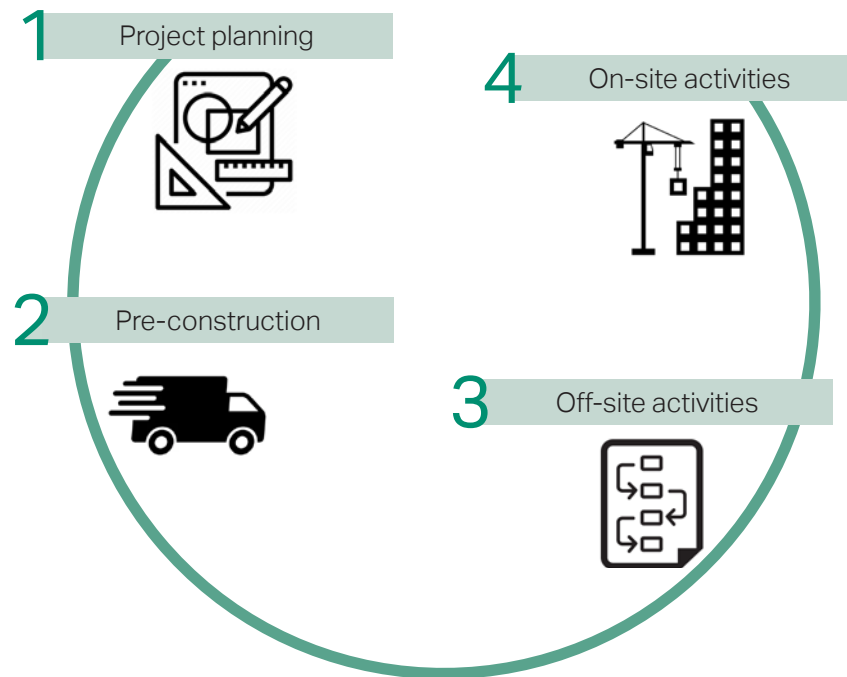 1 Project planning
2 Pre-construction
3 Off-site activities
4 On-site activities